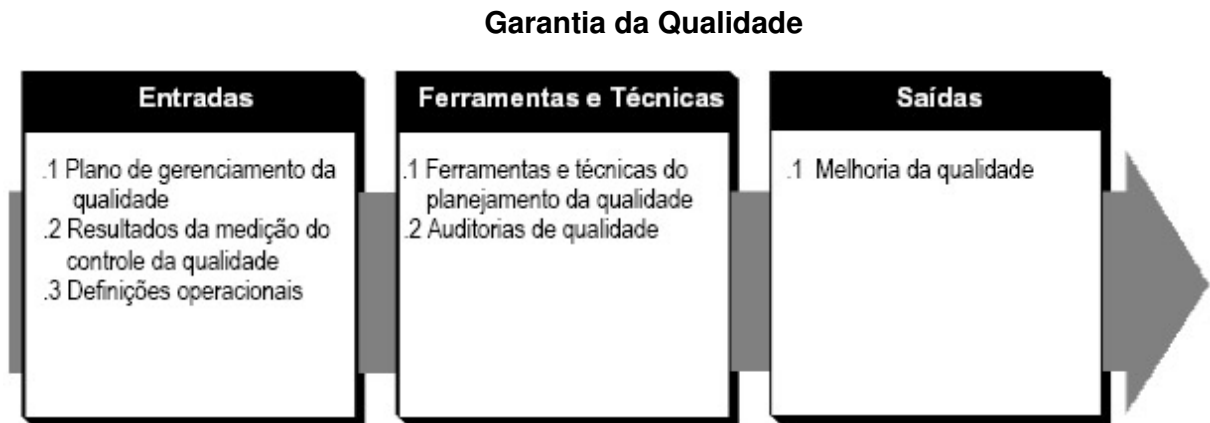 Garantia da Qualidade
Entradas
.1 Plano de gerenciamento da
qualidade
.2 Resultados da medição do
controle da qualidade
.3 Definições operacionais
Ferramentas e Técnicas
.1 Ferramentas e técnicas do
planejamento da qualidade
.2 Auditorias de qualidade
Saídas
.1 Melhoria da qualidade